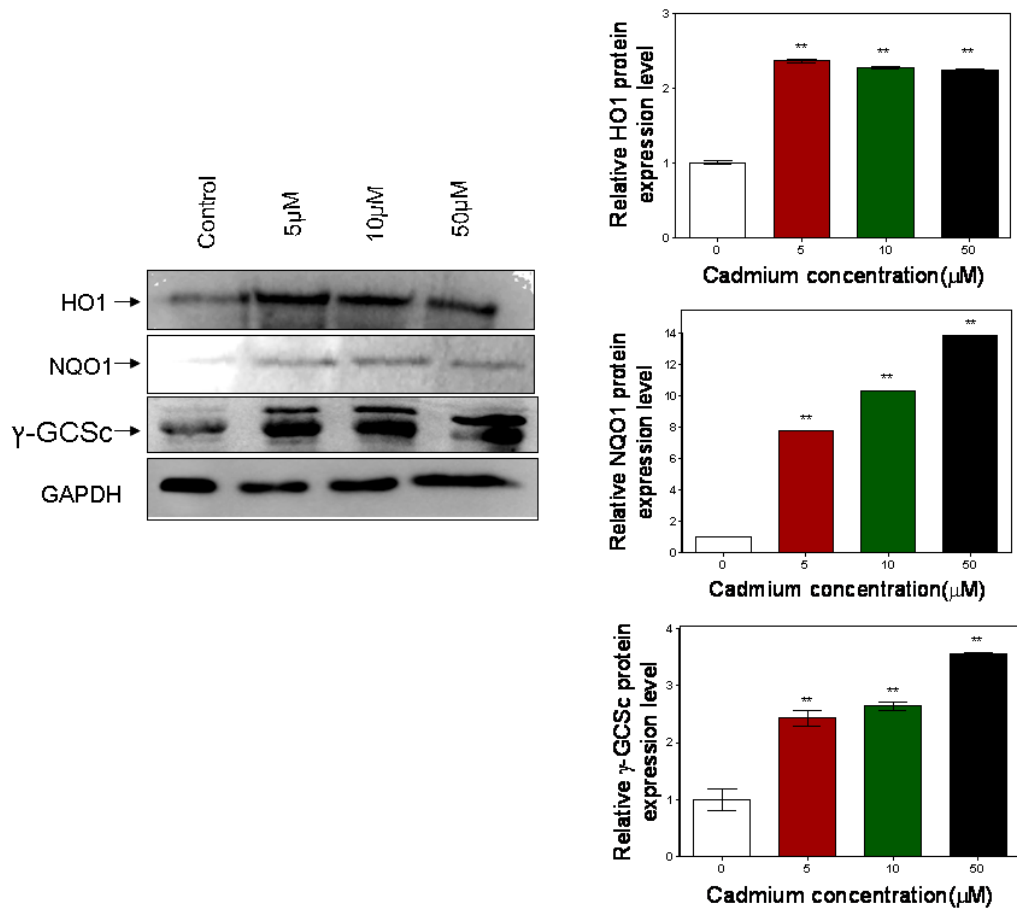 Control
5µM
10µM
50µM
HO1
NQO1
γ-GCSc
GAPDH
Relative HO1 protein
expression level
3
2
1
0
**
**
**
0
5
10
50
Cadmium concentration(µM)
Relative NQO1 protein
expression level
14
12
10
8
6
4
2
0
**
**
**
0
5
10
50
Cadmium concentration(µM)
Relative γ-GCSc protein
expression level
4
3
2
1
0
**
**
**
0
5
10
50
Cadmium concentration(µM)